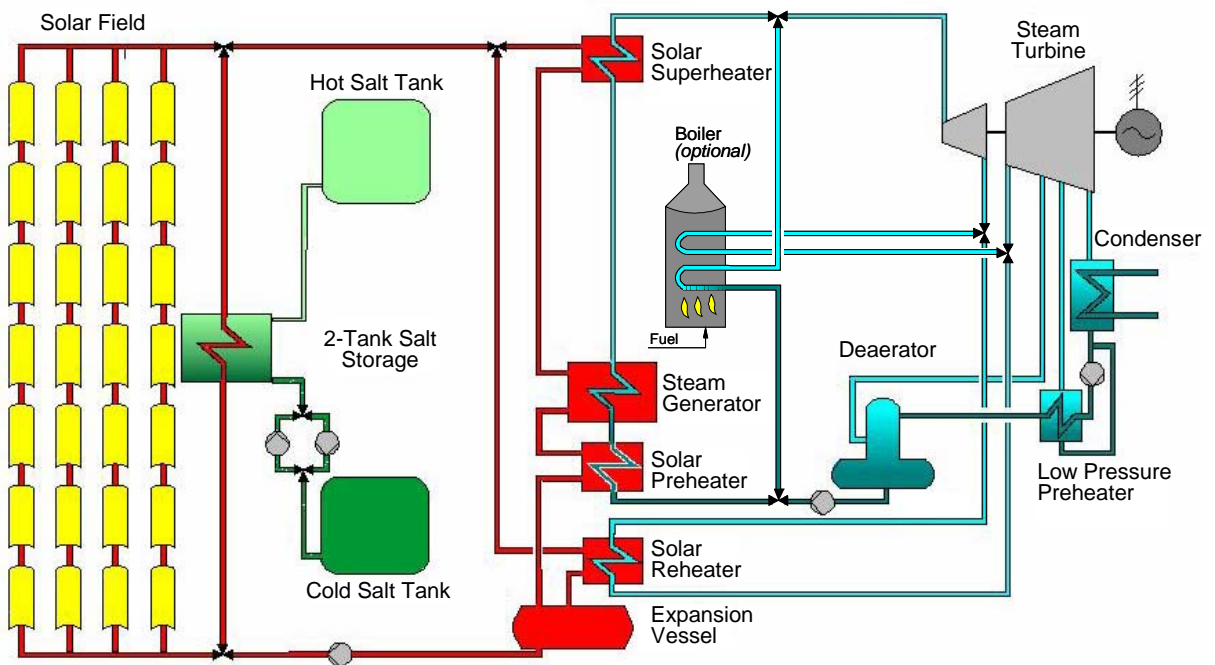 Solar Field
Hot Salt Tank
2-Tank Salt
Storage
Cold Salt Tank
Solar
Superheater
Boiler
(optional)
Fuel
Steam
Generator
Solar
Preheater
Solar
Reheater
Expansion
Vessel
Steam
Turbine
Condenser
Deaerator
Low Pressure
Preheater